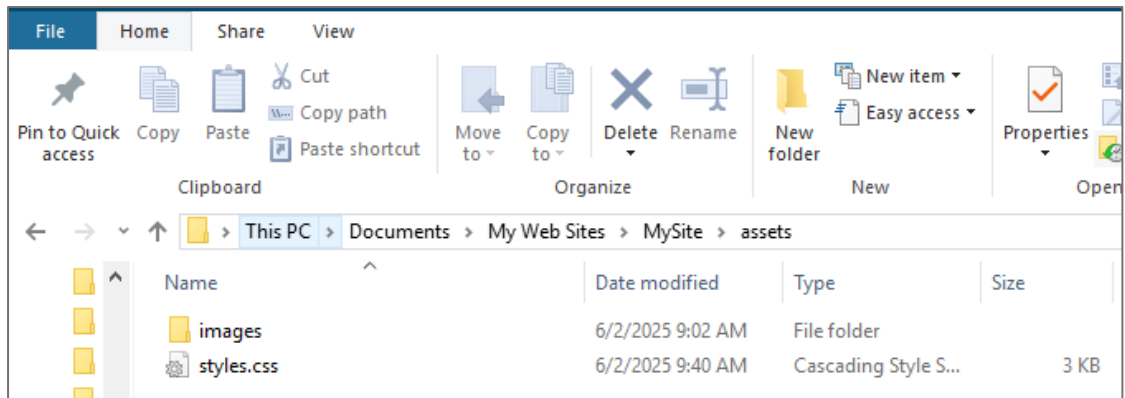 File Home Share View
Pin to Quick access
Copy
Paste
Cut
Copy path
Paste shortcut
Clipboard
Move to
Copy to
Delete
Rename
Organize
New folder
New item
Easy access
New
Properties
Open
This PC > Documents > My Web Sites > MySite > assets
Name Date modified Type Size
images 6/2/2025 9:02 AM File folder
styles.css 6/2/2025 9:40 AM Cascading Style S... 3 KB